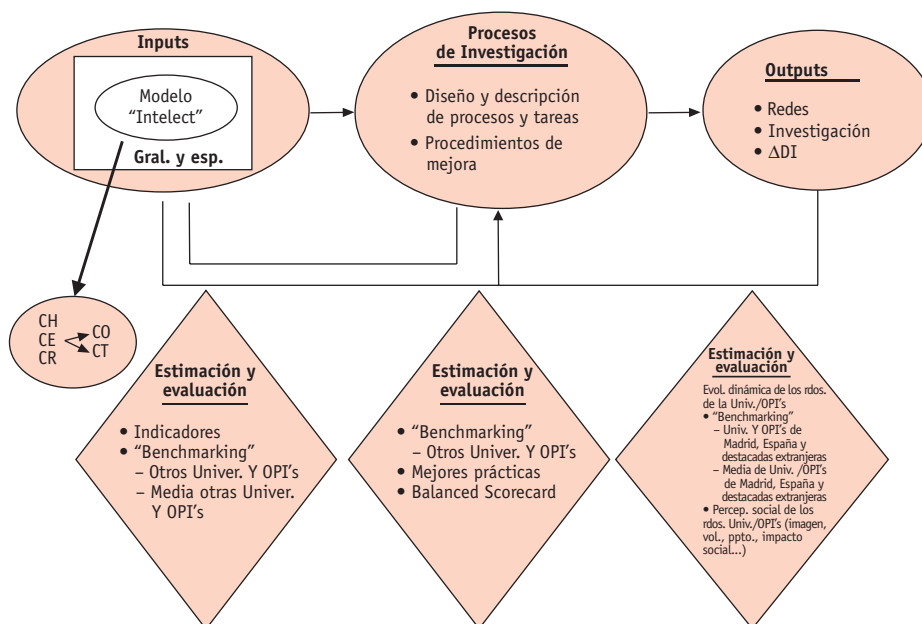 Inputs
Modelo
“Intelect”
Gral. y esp.
Procesos
de Investigación
• Diseño y descripción
de procesos y tareas
• Procedimientos de
mejora
Outputs
• Redes
• Investigación
• ΔDI
CH
CE
CR
CO
CT
Estimación y
evaluación
• Indicadores
• “Benchmarking”
– Otros Univer. Y OPI’s
– Media otras Univer.
Y OPI’s
Estimación y
evaluación
• “Benchmarking”
– Otros Univer. Y OPI’s
• Mejores prácticas
• Balanced Scorecard
Estimación y
evaluación
Evol. dinámica de los rdos.
de la Univ./OPI’s
• “Benchmarking”
– Univ. Y OPI’s de
Madrid, España y
destacadas extranjeras
– Media de Univ. /OPI’s
de Madrid, España y
destacadas extranjeras
• Percep. social de los
rdos. Univ./OPI’s (imagen,
vol., ppto., impacto
social...)